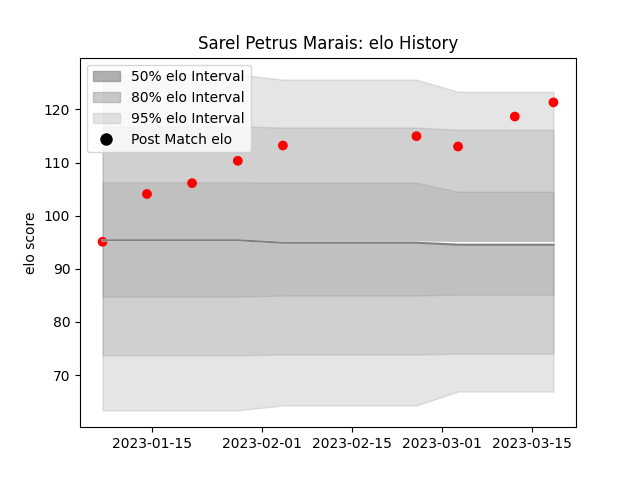 Sarel Petrus Marais: elo History
50% elo Interval
80% elo Interval
95% elo Interval
Post Match elo
elo score
120
110
100
90
80
70
2023-01-15
2023-02-01
2023-02-15
2023-03-01
2023-03-15